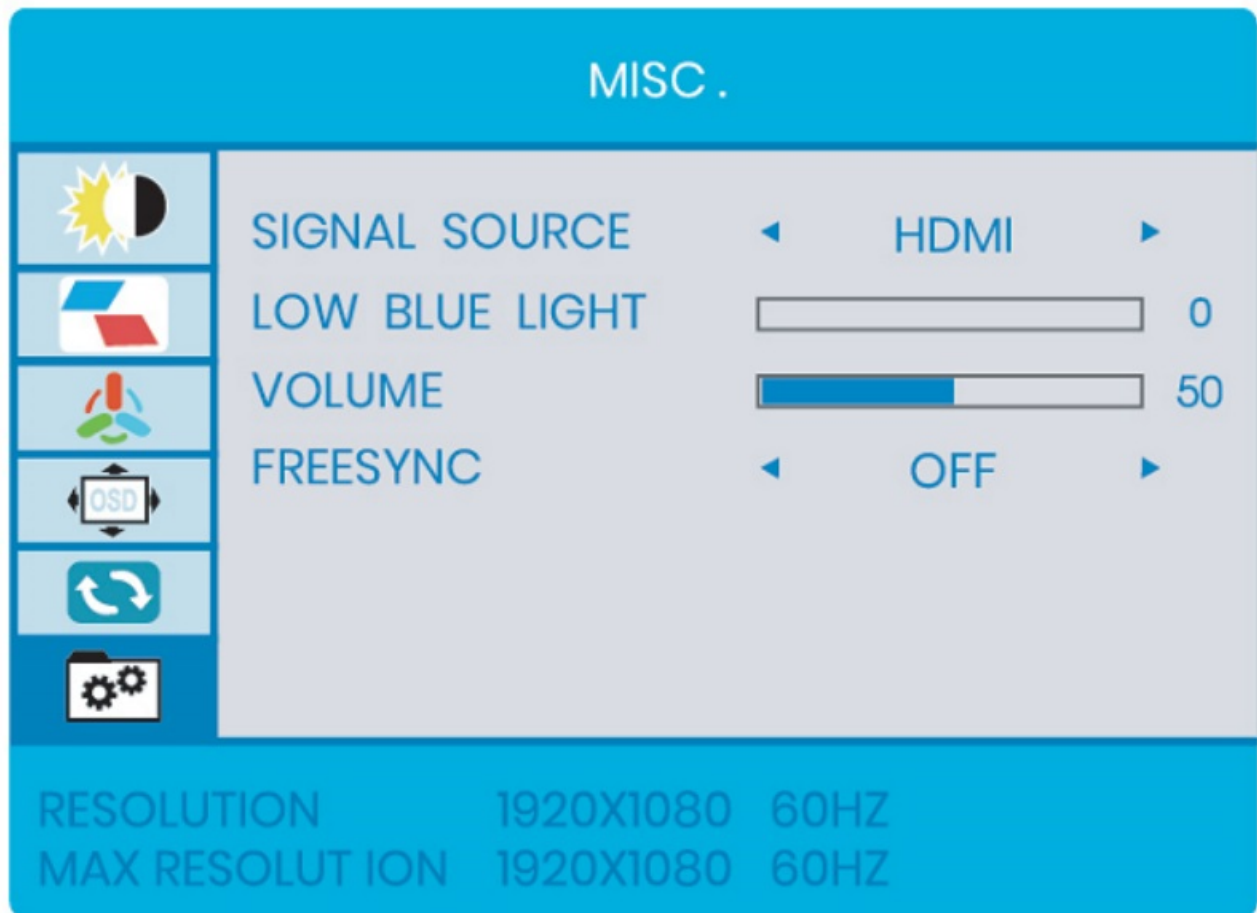 MISC .
SIGNAL SOURCE HDMI
LOW BLUE LIGHT 0
VOLUME 50
FREESYNC OFF
OSD
RESOLUTION 1920X1080 60HZ
MAX RESOLUT ION 1920X1080 60HZ